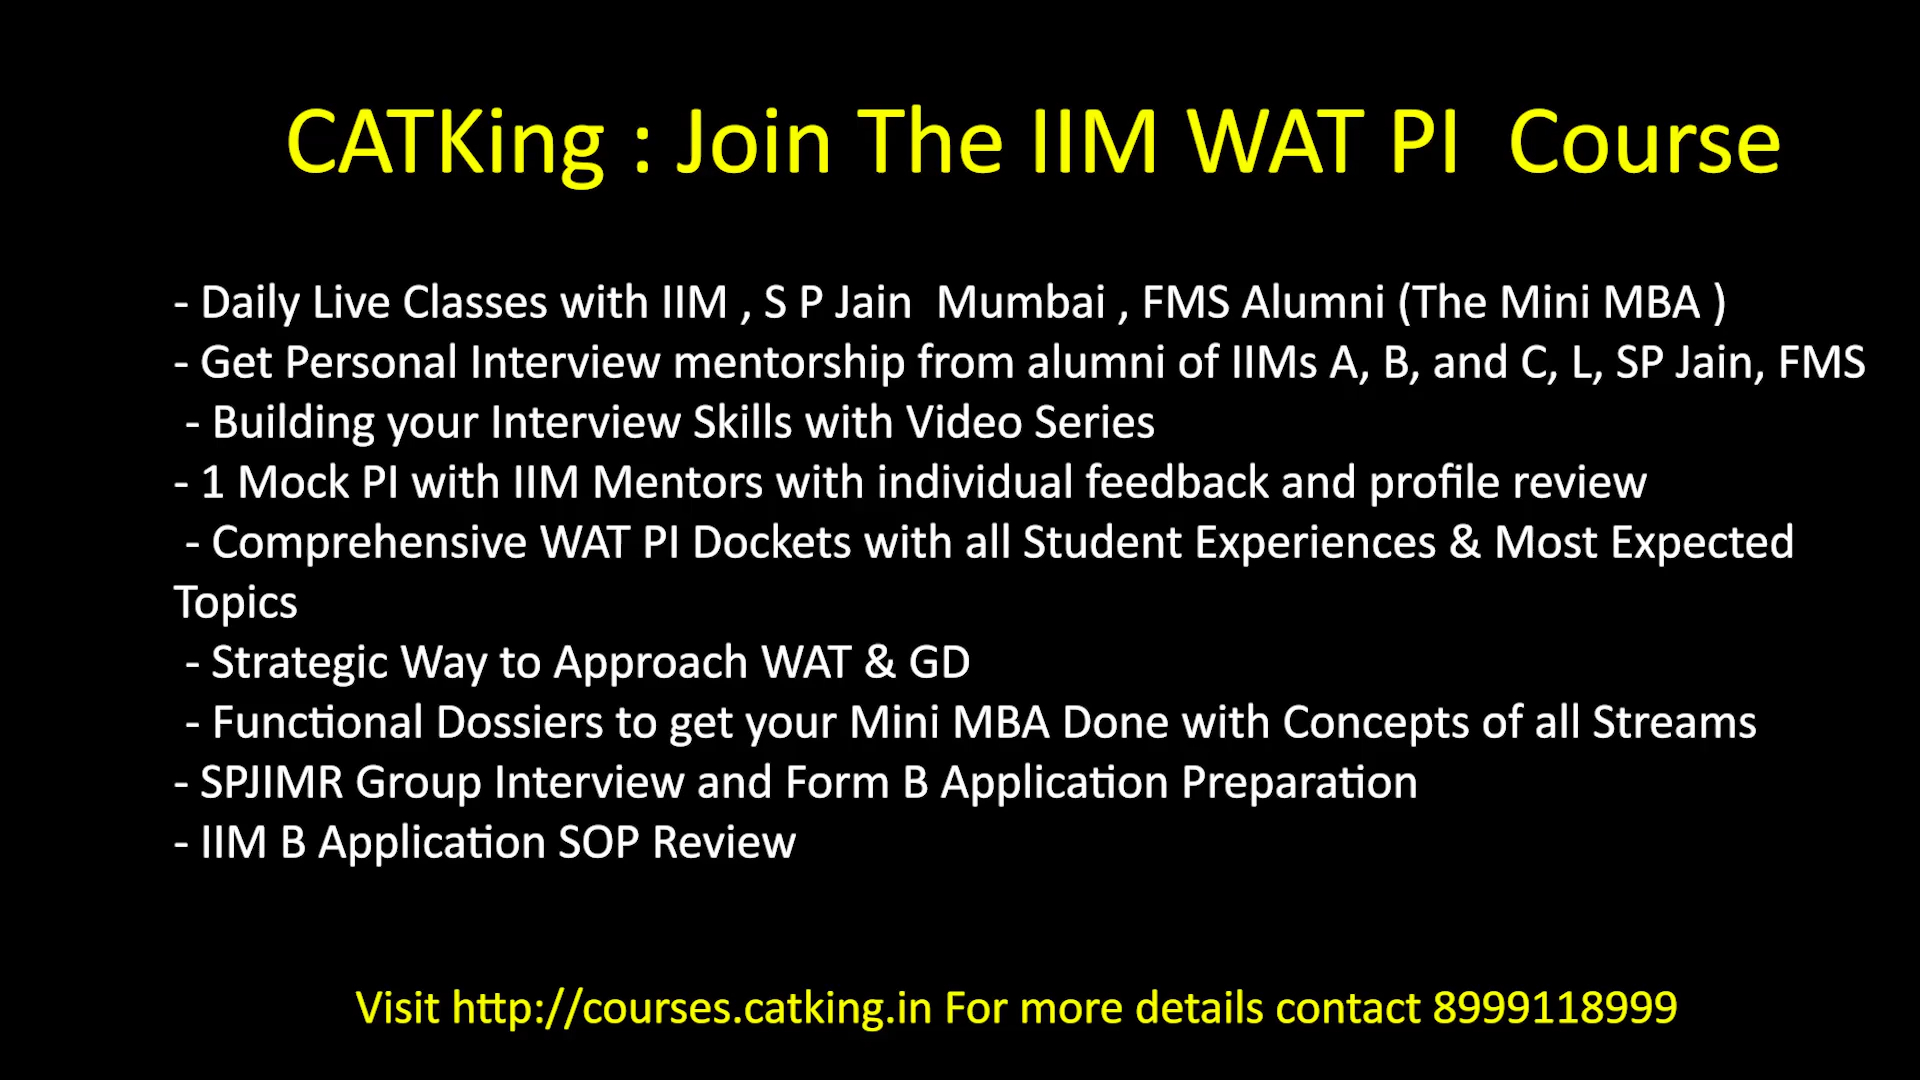 CATKing : Join The IIM WAT PI  Course
- Daily Live Classes with IIM , S P Jain  Mumbai , FMS Alumni (The Mini MBA )
- Get Personal Interview mentorship from alumni of IIMs A, B, and C, L, SP Jain, FMS
- Building your Interview Skills with Video Series
- 1 Mock PI with IIM Mentors with individual feedback and profile review
- Comprehensive WAT PI Dockets with all Student Experiences & Most Expected
Topics
- Strategic Way to Approach WAT & GD
- Functional Dossiers to get your Mini MBA Done with Concepts of all Streams
- SPJIMR Group Interview and Form B Application Preparation
- IIM B Application SOP Review
Visit http://courses.catking.in For more details contact 8999118999